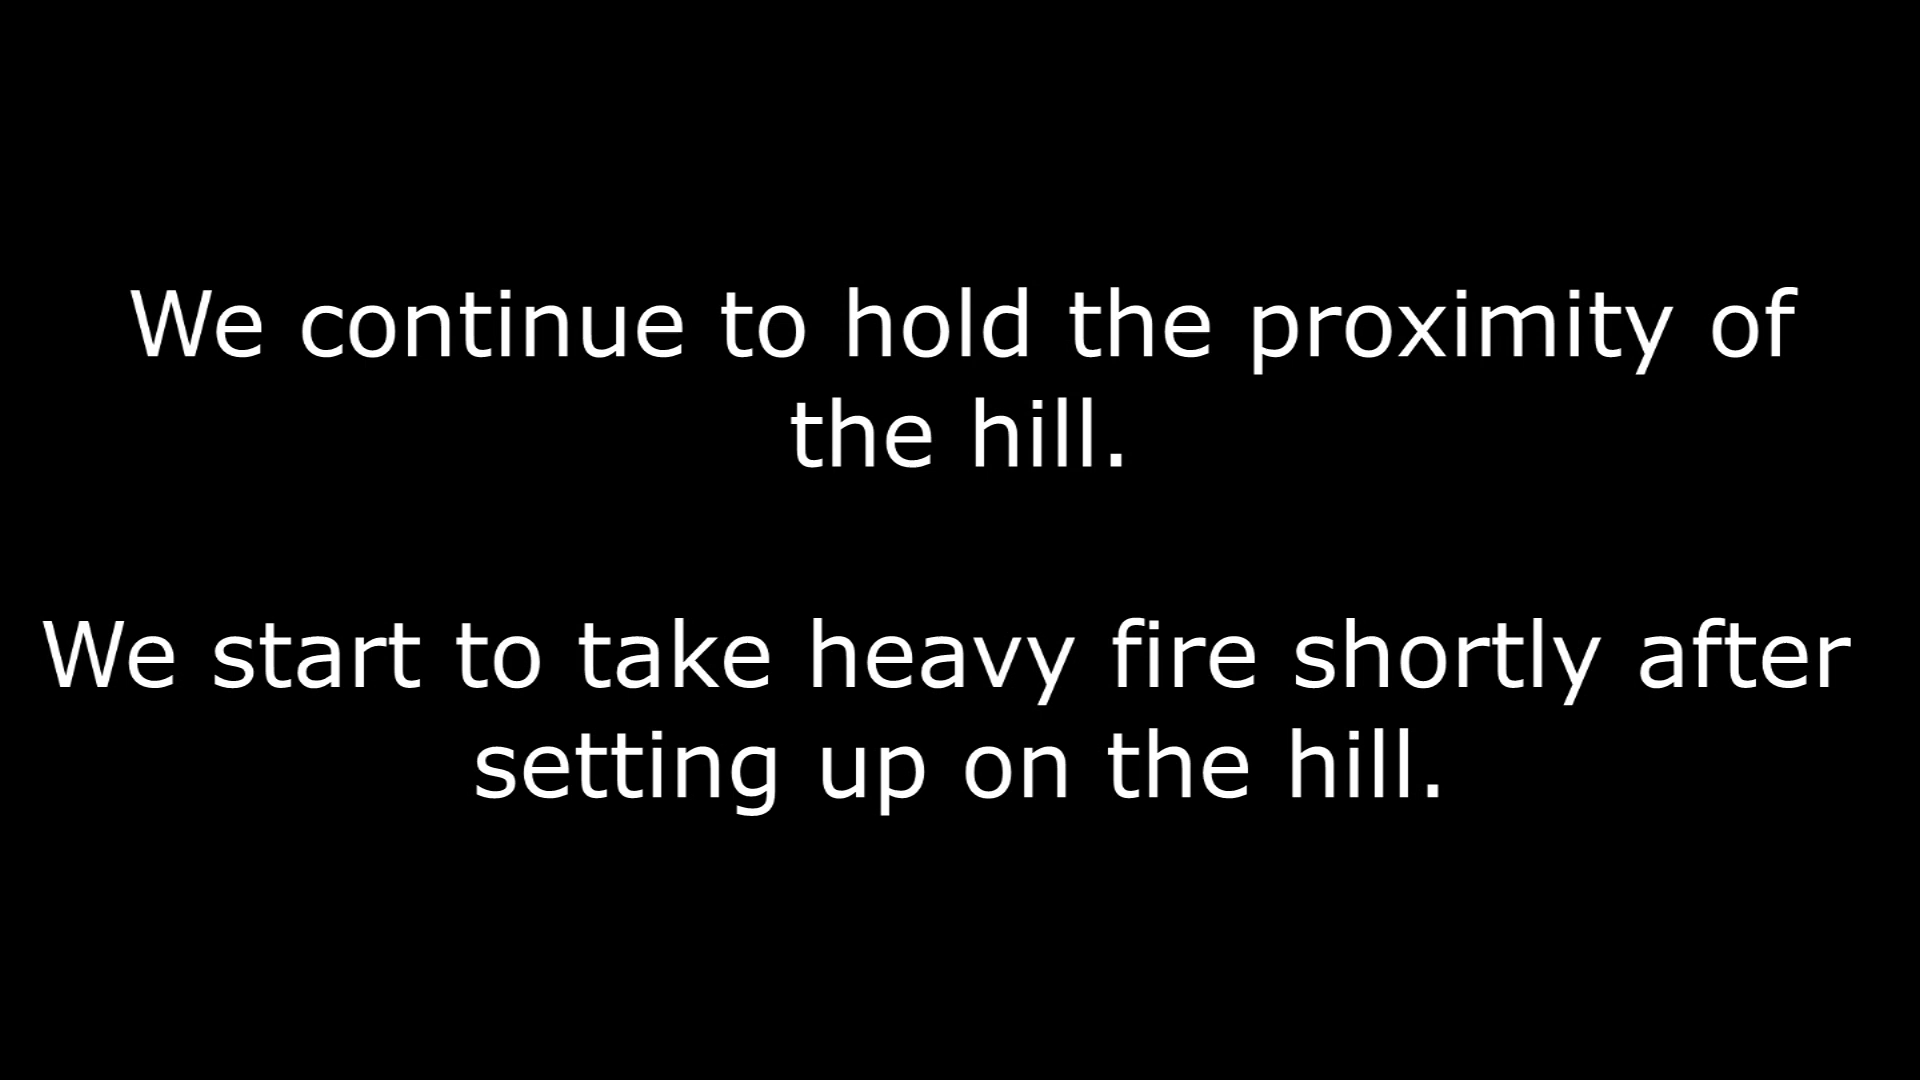 We continue to hold the proximity of
the hill.
We start to take heavy fire shortly after
setting up on the hill.